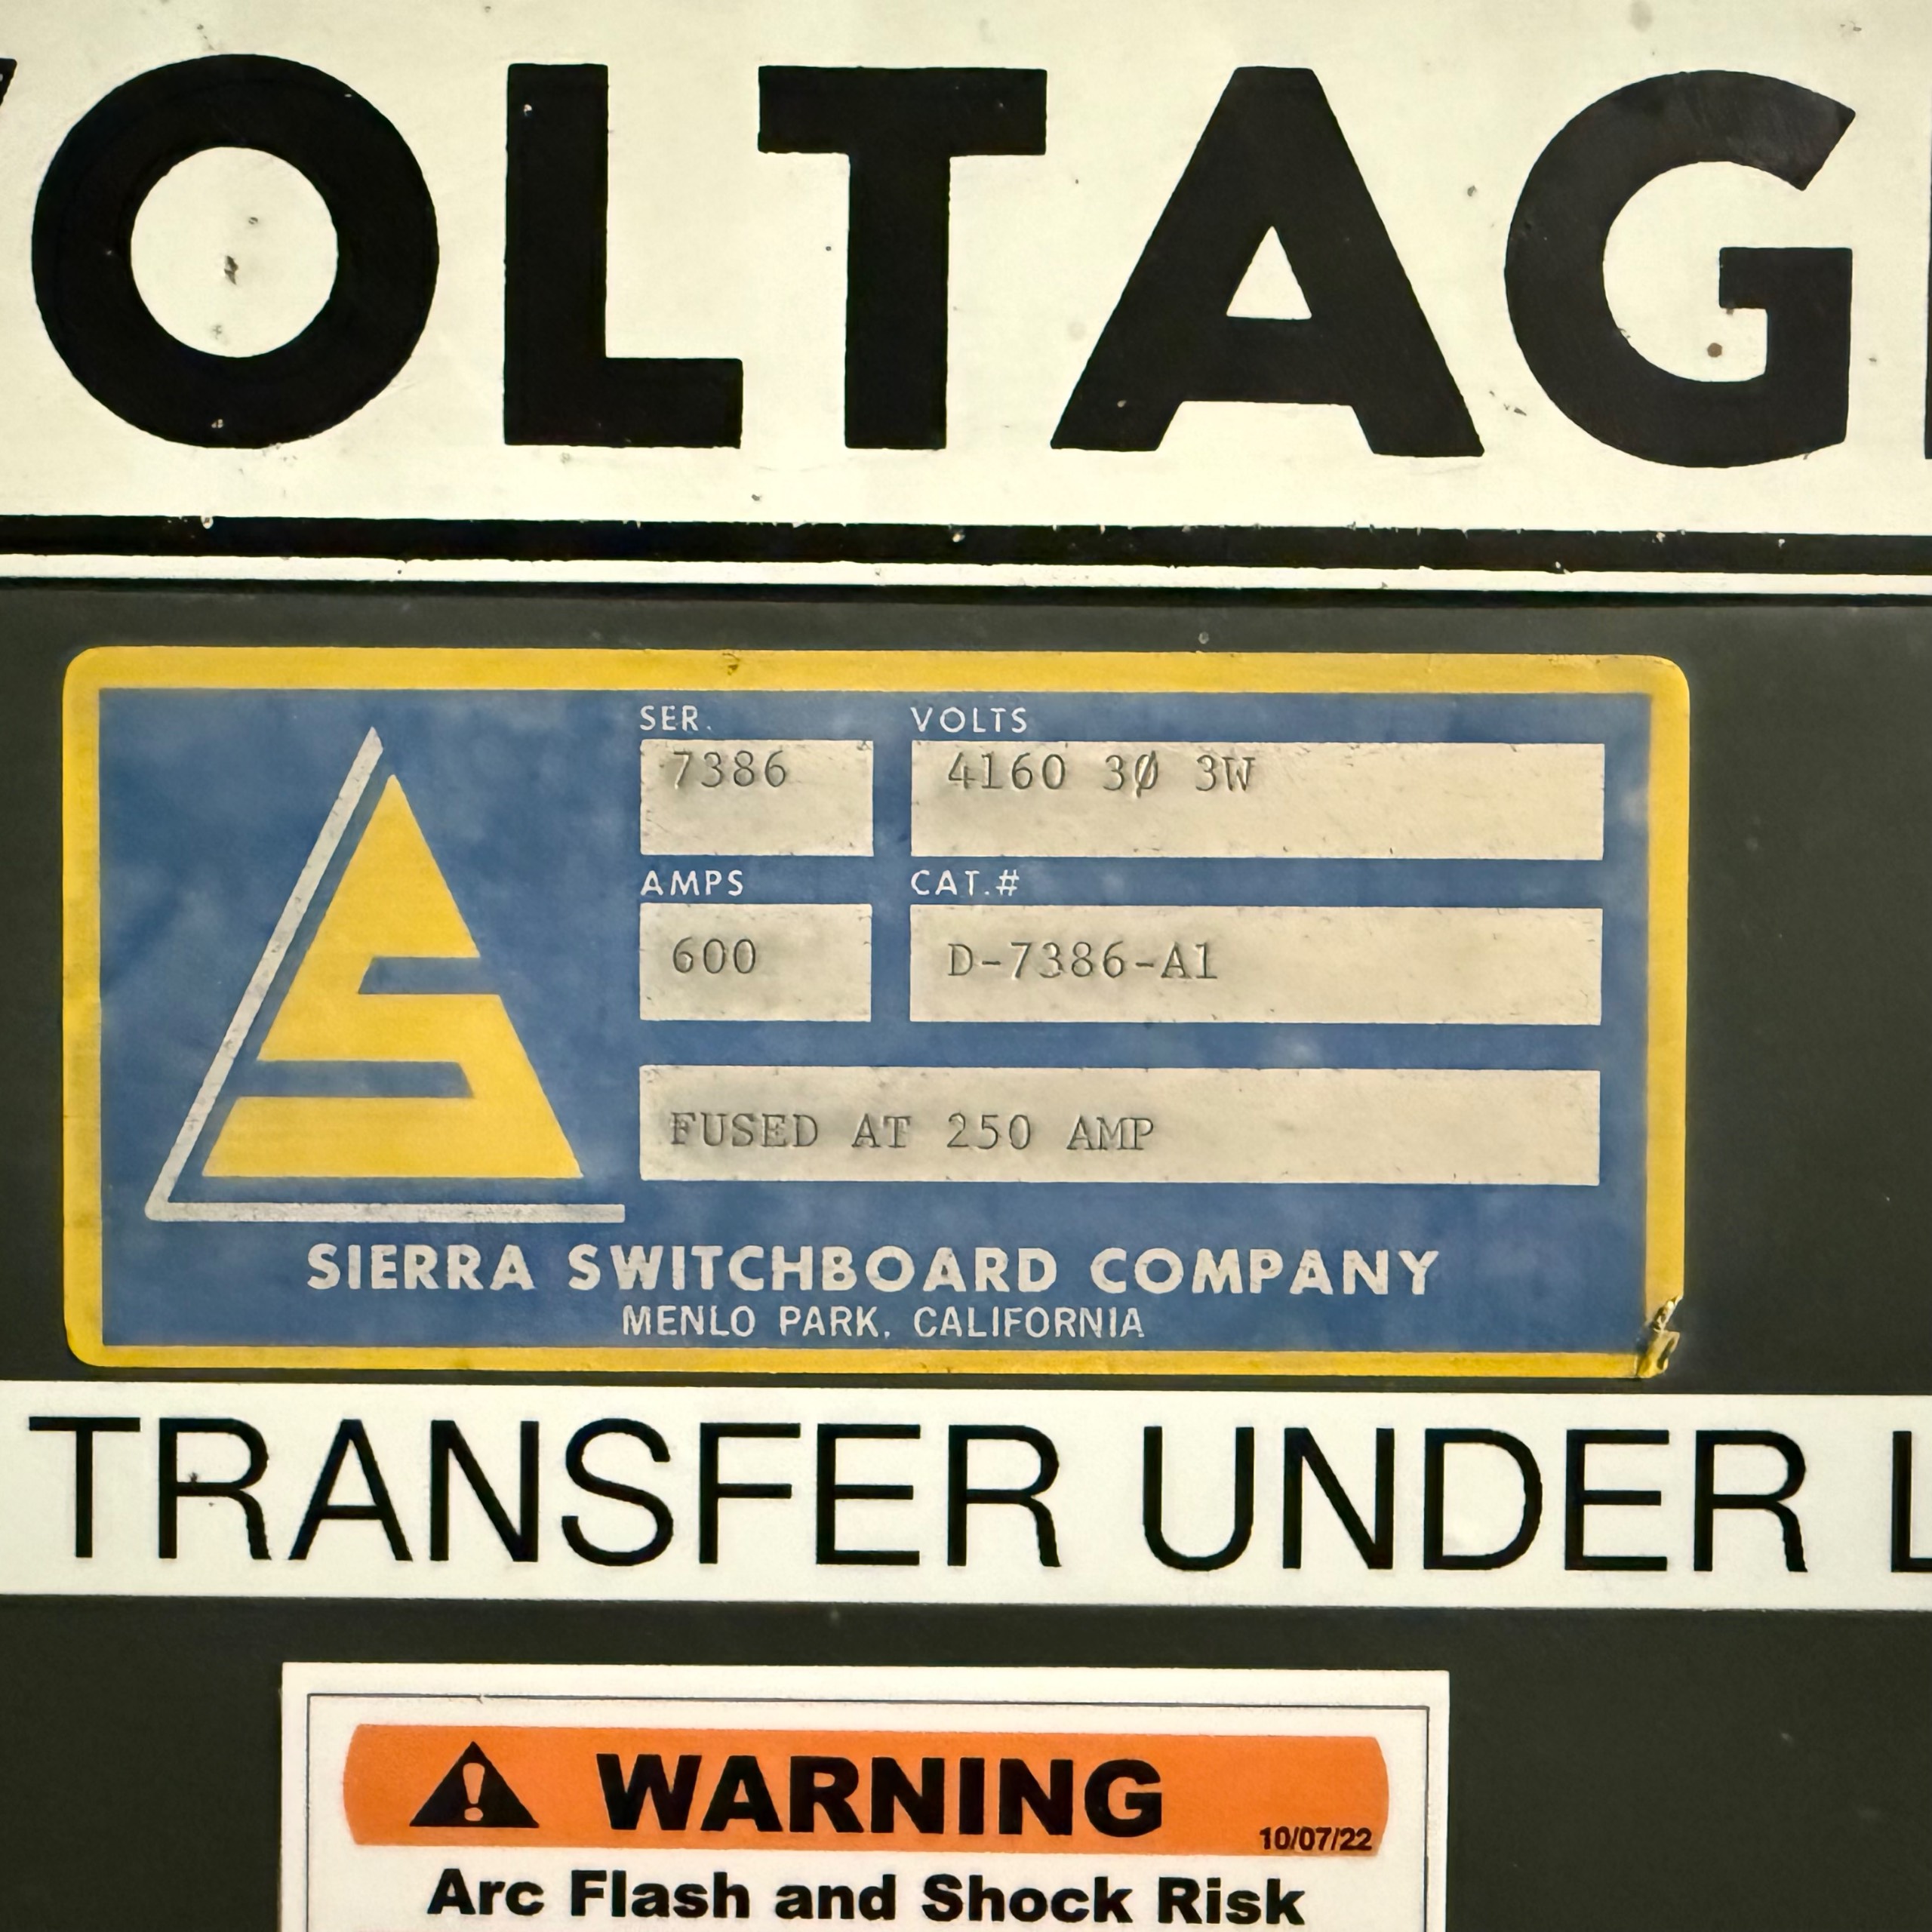 VOLTAGE
SER. VOLTS
7386 4160 3Ø 3W
AMPS CAT.#
600 D-7386-A1
FUSED AT 250 AMP
SIERRA SWITCHBOARD COMPANY
MENLO PARK, CALIFORNIA
TRANSFER UNDER L
WARNING
10/07/22
Arc Flash and Shock Risk